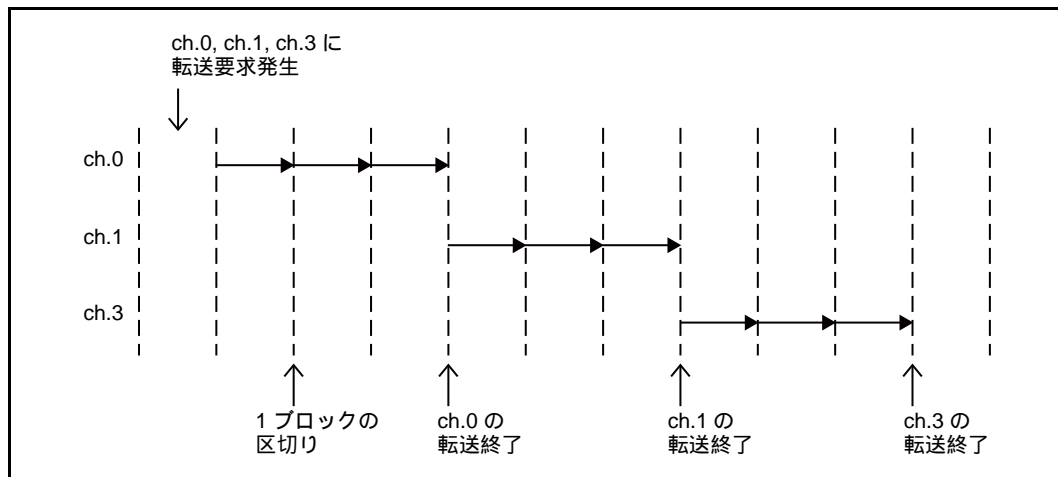 ch.0, ch.1, ch.3 に
転送要求発生
ch.0
ch.1
ch.3
1 ブロックの
区切り
ch.0 の
転送終了
ch.1 の
転送終了
ch.3 の
転送終了